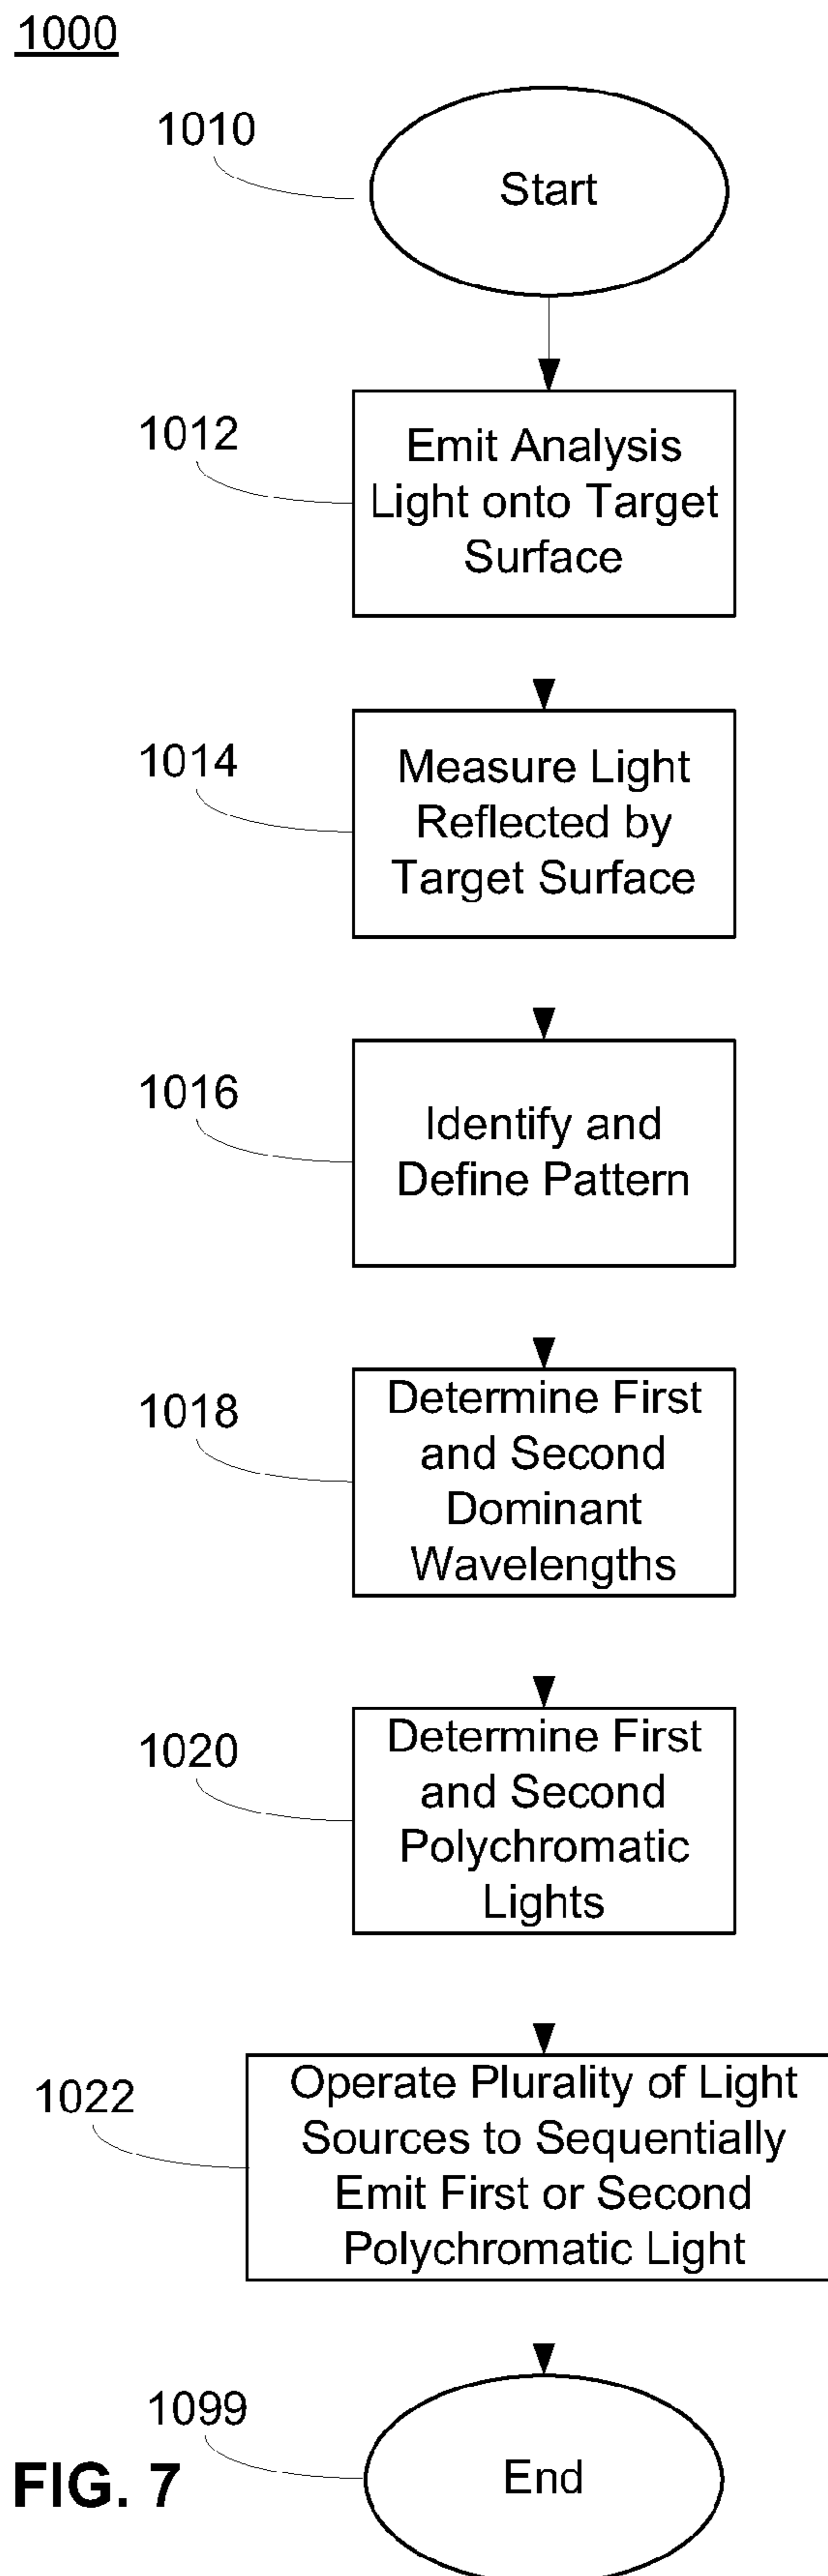 1000
1010
Start
1012
Emit Analysis
Light onto Target
Surface
1014
Measure Light
Reflected by
Target Surface
1016
Identify and
Define Pattern
1018
Determine First
and Second
Dominant
Wavelengths
1020
Determine First
and Second
Polychromatic
Lights
1022
Operate Plurality of Light
Sources to Sequentially
Emit First or Second
Polychromatic Light
1099
End
FIG. 7